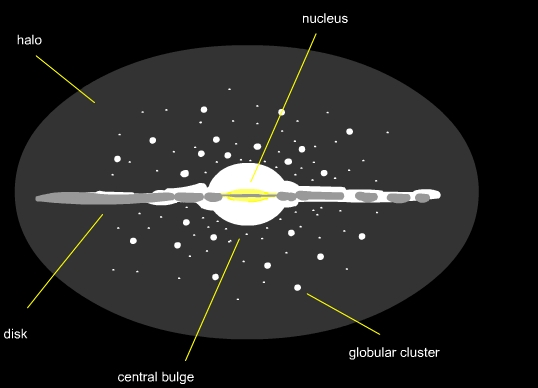 nucleus
halo
disk
globular cluster
central bulge